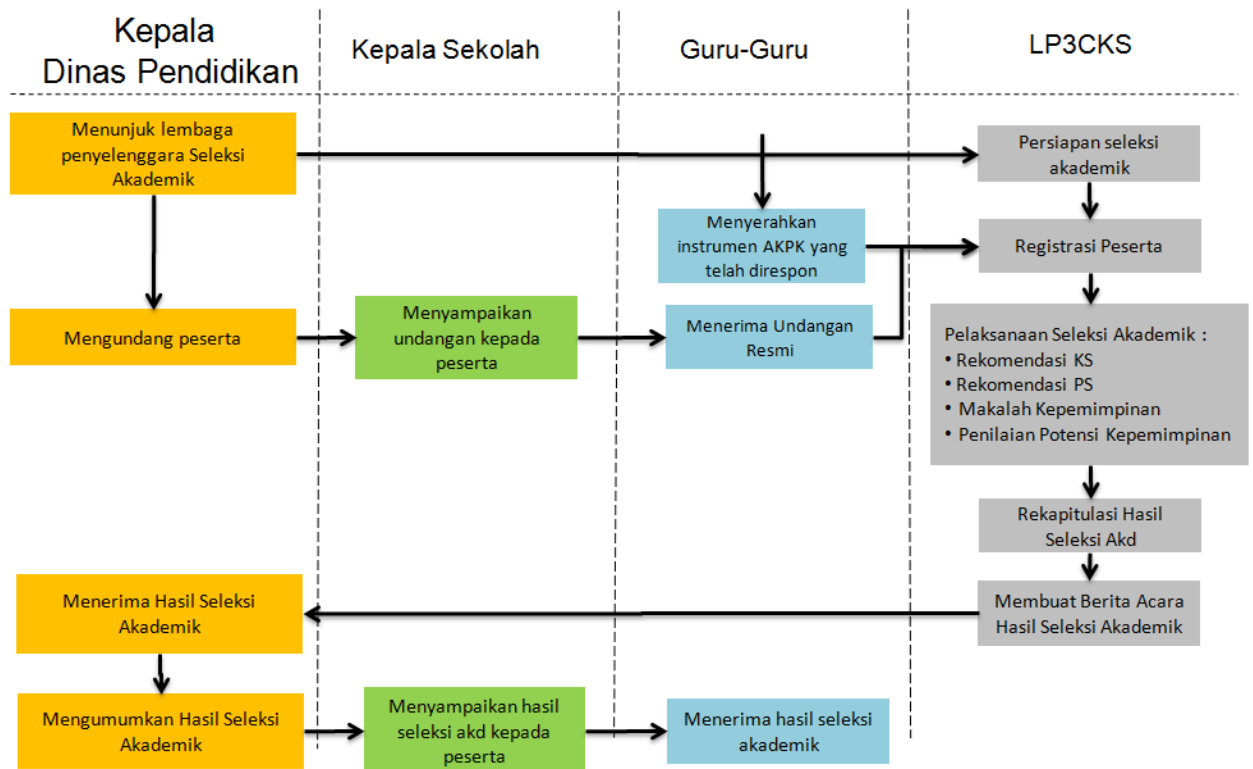 Kepala
Dinas Pendidikan
Kepala Sekolah
Guru-Guru
LP3CKS
Menunjuk lembaga
penyelenggara Seleksi
Akademik
Persiapan seleksi
akademik
Menyerahkan
instrumen AKPK yang
telah direspon
Registrasi Peserta
Mengundang peserta
Menyampaikan
undangan kepada
peserta
Menerima Undangan
Resmi
Pelaksanaan Seleksi Akademik :
• Rekomendasi KS
• Rekomendasi PS
• Makalah Kepemimpinan
• Penilaian Potensi Kepemimpinan
Rekapitulasi Hasil
Seleksi Akd
Menerima Hasil Seleksi
Akademik
Membuat Berita Acara
Hasil Seleksi Akademik
Mengumumkan Hasil Seleksi
Akademik
Menyampaikan hasil
seleksi akd kepada
peserta
Menerima hasil seleksi
akademik